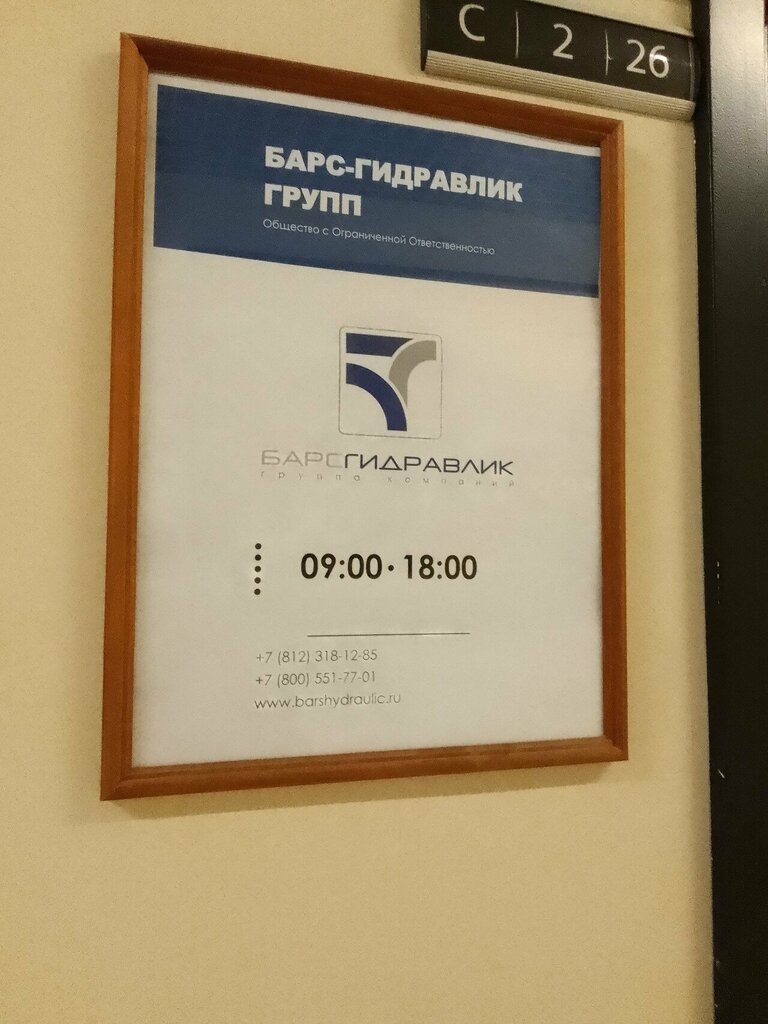 С 2 26
БАРС-ГИДРАВЛИК
ГРУПП
Общество с Ограниченной Ответственностью
БАРСГИДРАВЛИК
группа компаний
09:00·18:00
+7 (812) 318-12-85
+7 (800) 551-77-01
www.barshydraulic.ru